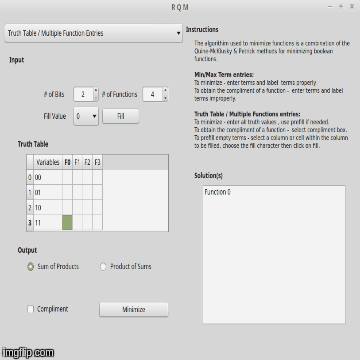 RQM
Truth Table / Multiple Function Entries
Input
# of Bits 2 # of Functions 4
Fill Value 0 Fill
Truth Table
Variables F0 F1 F2 F3
0 00
1 01
2 10
3 11
Output
Sum of Products Product of Sums
Compliment Minimize
Instructions
The algorithm used to minimize functions is a combination of the
Quine-McKlusky & Petrick methods for minimizing boolean
functions.
Min/Max Term entries:
To minimize - enter terms and label terms properly
To obtain the compliment of a function - enter terms and label
terms improperly.
Truth Table / Multiple Functions entries:
To minimize - enter all truth values , use prefill if needed.
To obtain the compliment of a function - select compliment box.
To prefill empty terms - select a column or cell within the column
to be filled, choose the fill character then click on fill.
Solution(s)
Function 0
imgflip.com